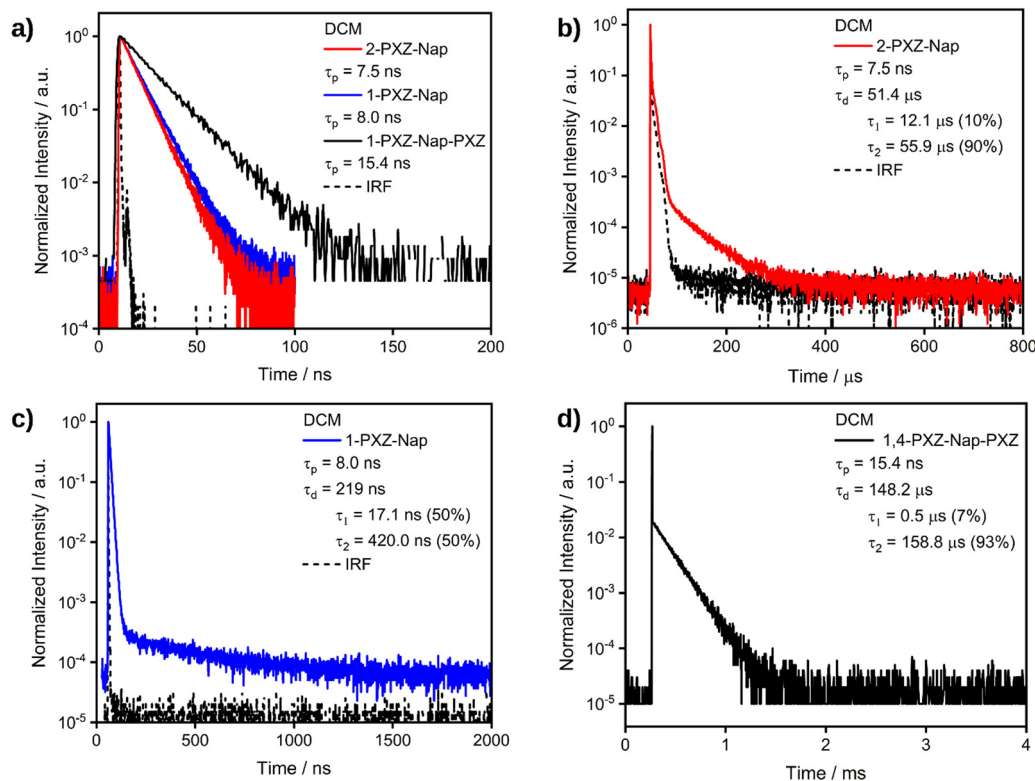 a)
DCM
2-PXZ-Nap
τp = 7.5 ns
1-PXZ-Nap
τp = 8.0 ns
1-PXZ-Nap-PXZ
τp = 15.4 ns
IRF
Normalized Intensity / a.u.
10⁰
10⁻¹
10⁻²
10⁻³
10⁻⁴
0 50 100 150 200
Time / ns
b)
DCM
2-PXZ-Nap
τp = 7.5 ns
τd = 51.4 μs
τ1 = 12.1 μs (10%)
τ2 = 55.9 μs (90%)
IRF
Normalized Intensity / a.u.
10⁰
10⁻¹
10⁻²
10⁻³
10⁻⁴
10⁻⁵
10⁻⁶
0 200 400 600 800
Time / μs
c)
DCM
1-PXZ-Nap
τp = 8.0 ns
τd = 219 ns
τ1 = 17.1 ns (50%)
τ2 = 420.0 ns (50%)
IRF
Normalized Intensity / a.u.
10⁰
10⁻¹
10⁻²
10⁻³
10⁻⁴
10⁻⁵
0 500 1000 1500 2000
Time / ns
d)
DCM
1,4-PXZ-Nap-PXZ
τp = 15.4 ns
τd = 148.2 μs
τ1 = 0.5 μs (7%)
τ2 = 158.8 μs (93%)
Normalized Intensity / a.u.
10⁰
10⁻¹
10⁻²
10⁻³
10⁻⁴
10⁻⁵
0 1 2 3 4
Time / ms